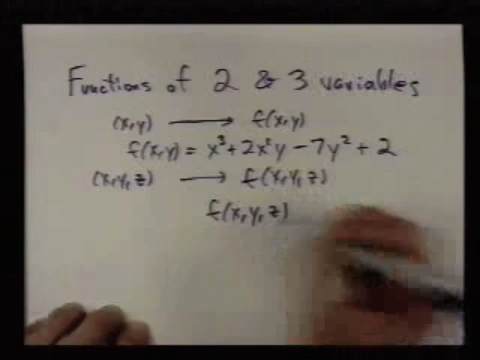 Functions of 2 & 3 variables
(x,y) ⟶ f(x,y)
f(x,y) = x³ + 2x²y − 7y² + 2
(x,y,z) ⟶ f(x,y,z)
f(x,y,z)